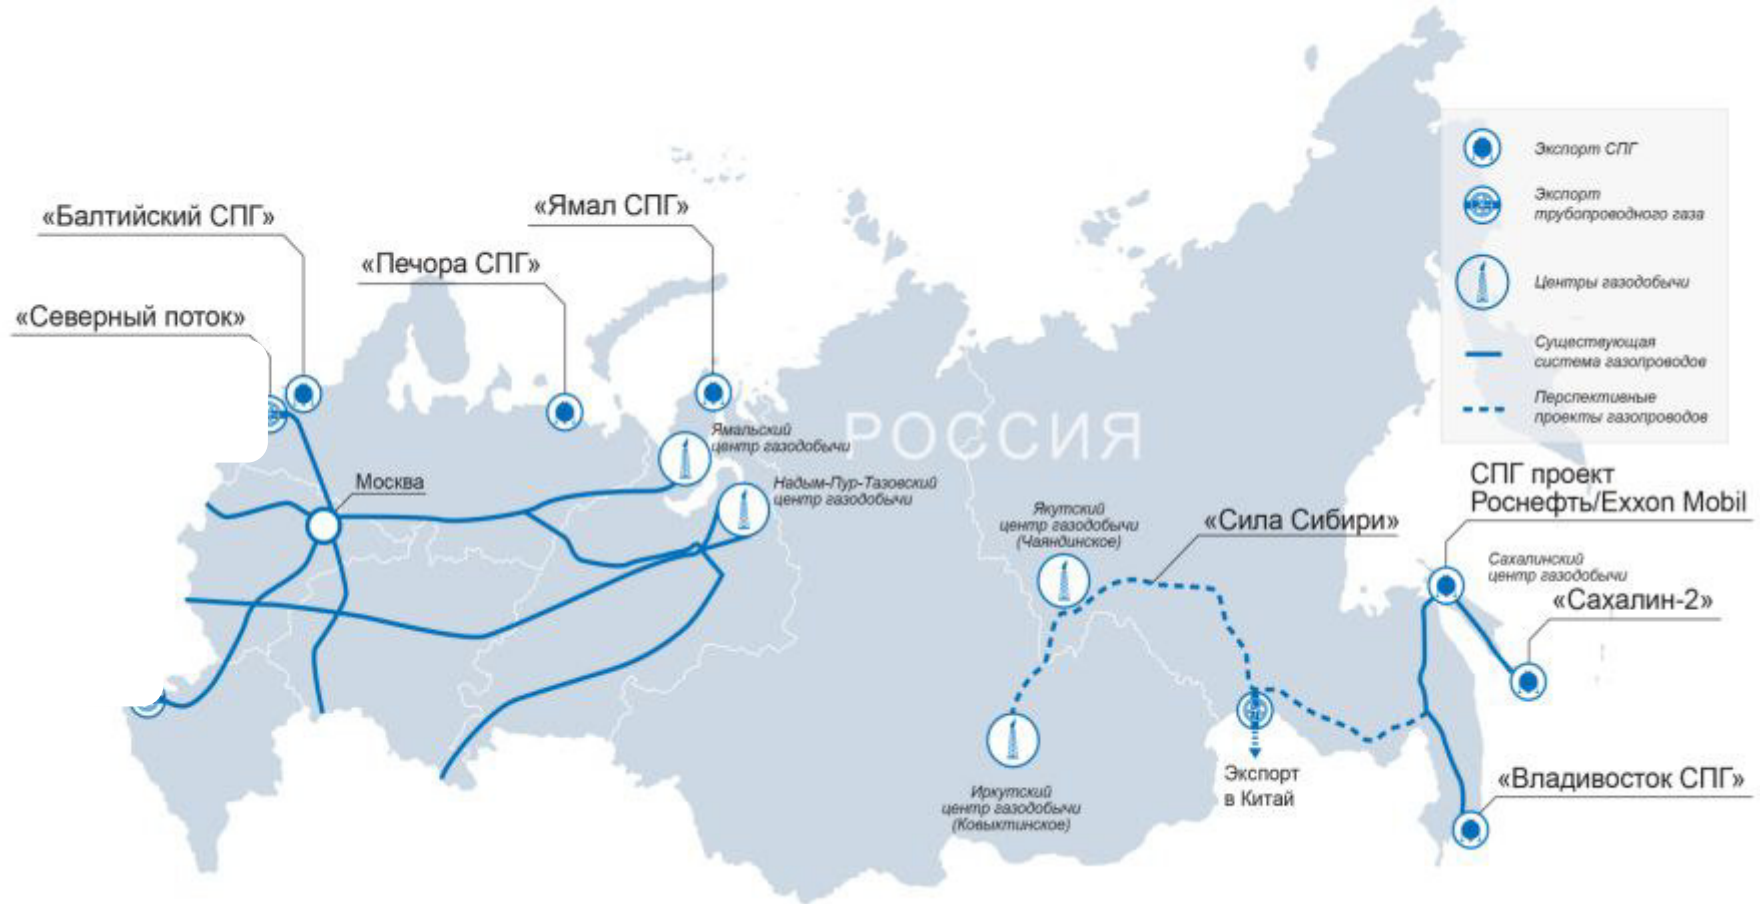 «Балтийский СПГ»
«Ямал СПГ»
«Печора СПГ»
«Северный поток»
Экспорт СПГ
Экспорт
трубопроводного газа
Центры газодобычи
Существующая
система газопроводов
Перспективные
проекты газопроводов
РОССИЯ
Ямальский
центр газодобычи
Надым-Пур-Тазовский
центр газодобычи
Москва
Якутский
центр газодобычи
(Чаяндинское)
«Сила Сибири»
СПГ проект
Роснефть/Exxon Mobil
Сахалинский
центр газодобычи
«Сахалин-2»
Экспорт
в Китай
Иркутский
центр газодобычи
(Ковыктинское)
«Владивосток СПГ»